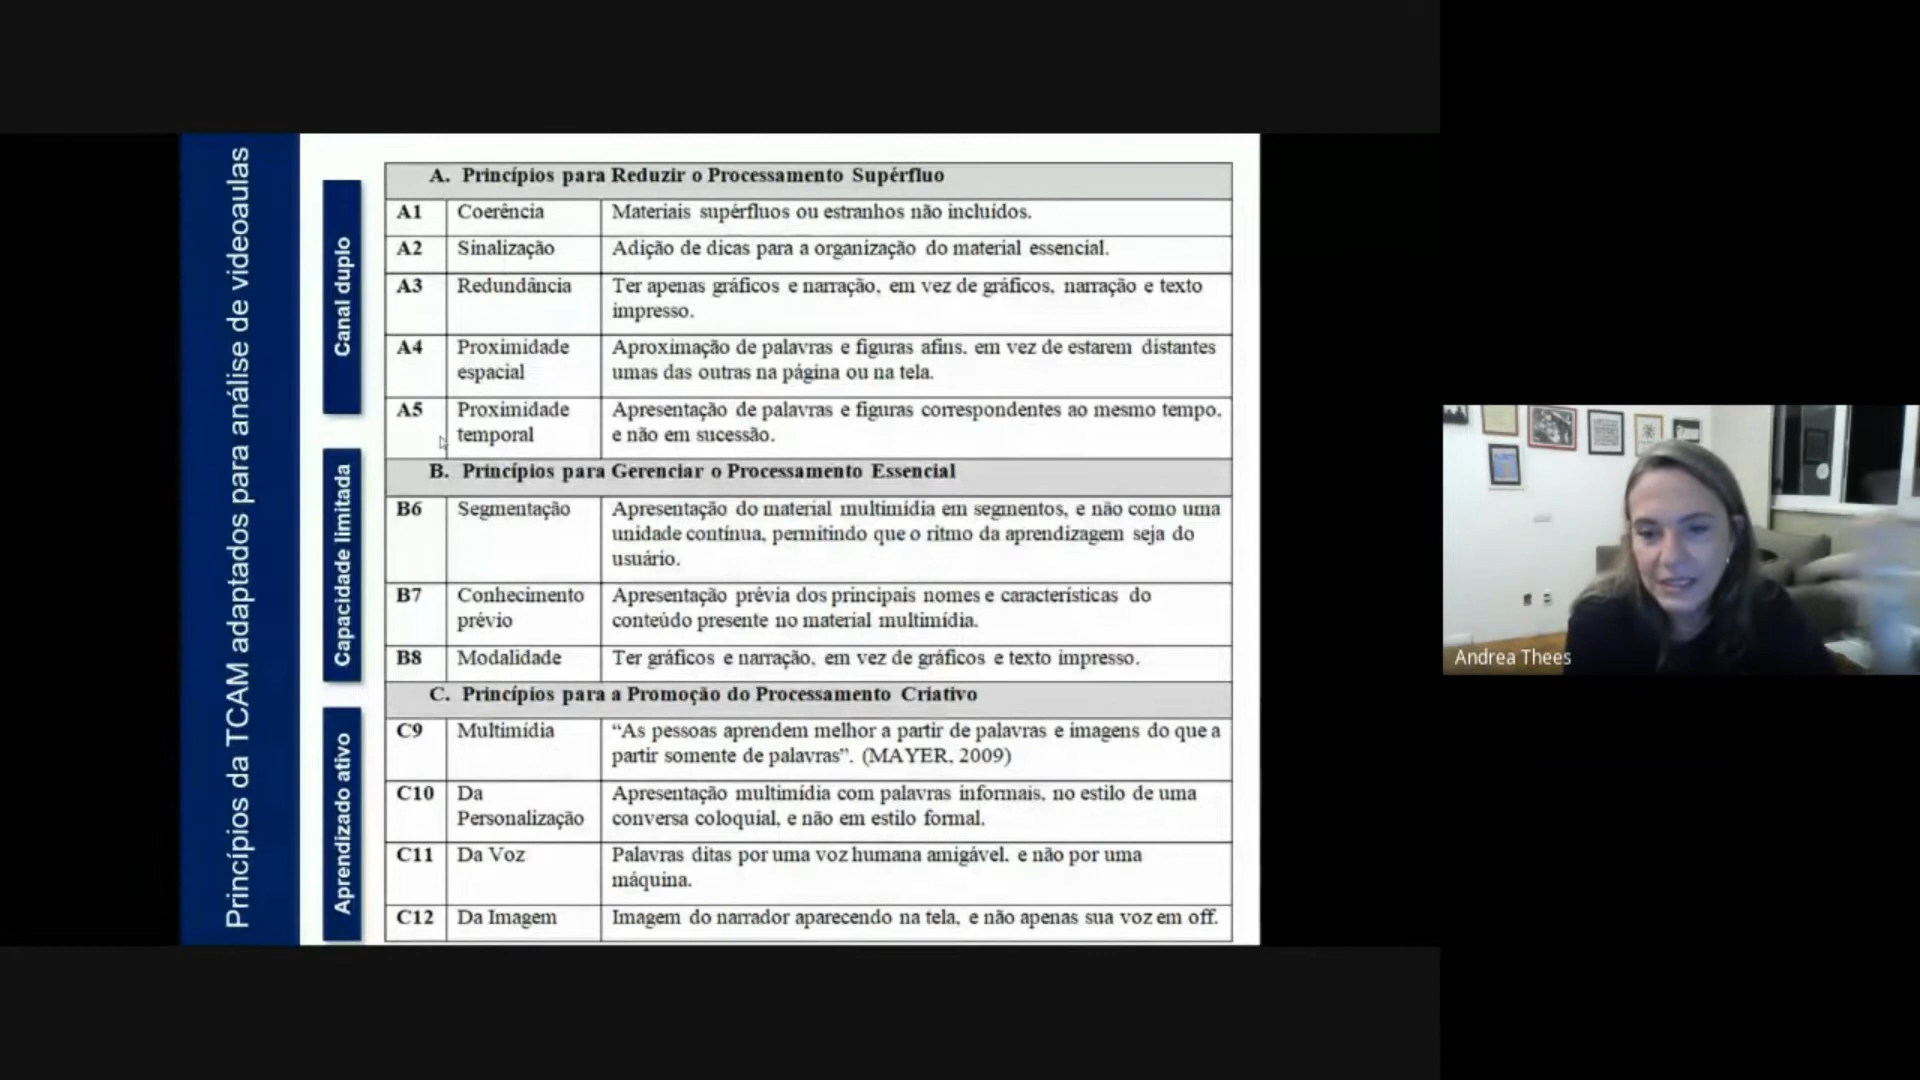 Princípios da TCAM adaptados para análise de videoaulas
Canal duplo
A. Princípios para Reduzir o Processamento Supérfluo
A1 Coerência Materiais supérfluos ou estranhos não incluídos.
A2 Sinalização Adição de dicas para a organização do material essencial.
A3 Redundância Ter apenas gráficos e narração, em vez de gráficos, narração e texto
impresso.
A4 Proximidade Aproximação de palavras e figuras afins, em vez de estarem distantes
espacial umas das outras na página ou na tela.
A5 Proximidade Apresentação de palavras e figuras correspondentes ao mesmo tempo,
temporal e não em sucessão.
Capacidade limitada
B. Princípios para Gerenciar o Processamento Essencial
B6 Segmentação Apresentação do material multimídia em segmentos, e não como uma
unidade contínua, permitindo que o ritmo da aprendizagem seja do
usuário.
B7 Conhecimento Apresentação prévia dos principais nomes e características do
prévio conteúdo presente no material multimídia.
B8 Modalidade Ter gráficos e narração, em vez de gráficos e texto impresso.
Aprendizado ativo
C. Princípios para a Promoção do Processamento Criativo
C9 Multimídia “As pessoas aprendem melhor a partir de palavras e imagens do que a
partir somente de palavras”. (MAYER, 2009)
C10 Da Apresentação multimídia com palavras informais, no estilo de uma
Personalização conversa coloquial, e não em estilo formal.
C11 Da Voz Palavras ditas por uma voz humana amigável, e não por uma
máquina.
C12 Da Imagem Imagem do narrador aparecendo na tela, e não apenas sua voz em off.
Andrea Thees